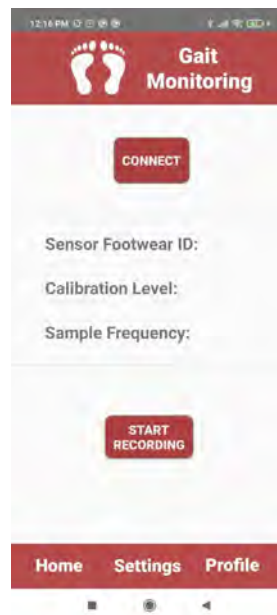 12:16 PM
Gait
Monitoring
CONNECT
Sensor Footwear ID:
Calibration Level:
Sample Frequency:
START
RECORDING
Home Settings Profile